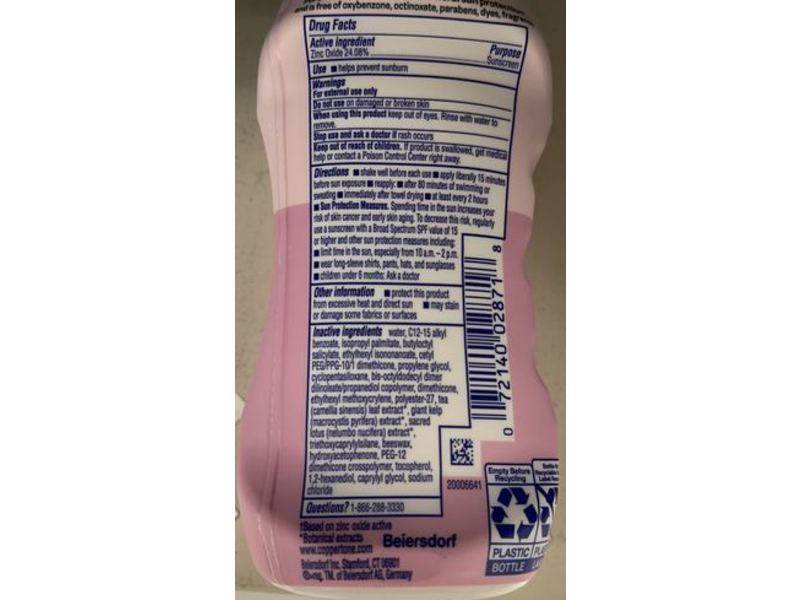 and is free of oxybenzone, octinoxate, parabens, dyes,
Drug Facts
Active ingredient Purpose
Zinc Oxide 24.08% Sunscreen
Use ■ helps prevent sunburn
Warnings
For external use only
Do not use on damaged or broken skin
When using this product keep out of eyes. Rinse with water to
remove.
Stop use and ask a doctor if rash occurs
Keep out of reach of children. If product is swallowed, get medical
help or contact a Poison Control Center right away.
Directions ■ shake well before each use ■ apply liberally 15 minutes
before sun exposure ■ reapply: ■ after 80 minutes of swimming or
sweating ■ immediately after towel drying ■ at least every 2 hours
■ Sun Protection Measures. Spending time in the sun increases your
risk of skin cancer and early skin aging. To decrease this risk, regularly
use a sunscreen with a Broad Spectrum SPF value of 15
or higher and other sun protection measures including:
■ limit time in the sun, especially from 10 a.m. – 2 p.m.
■ wear long-sleeve shirts, pants, hats, and sunglasses
■ children under 6 months: Ask a doctor
Other information ■ protect this product
from excessive heat and direct sun ■ may stain
or damage some fabrics or surfaces
Inactive ingredients water, C12-15 alkyl
benzoate, isopropyl palmitate, butyloctyl
salicylate, ethylhexyl isononanoate, cetyl
PEG/PPG-10/1 dimethicone, propylene glycol,
cyclopentasiloxane, bis-octyldodecyl dimer
dilinoleate/propanediol copolymer, dimethicone,
ethylhexyl methoxycrylene, polyester-27, tea
(camellia sinensis) leaf extract*, giant kelp
(macrocystis pyrifera) extract*, sacred
lotus (nelumbo nucifera) extract*,
triethoxycaprylylsilane, beeswax,
hydroxyacetophenone, PEG-12
dimethicone crosspolymer, tocopherol,
1,2-hexanediol, caprylyl glycol, sodium
chloride
Questions? 1-866-288-3330
0 72140 02871 8
20006641
†Based on zinc oxide active
*Botanical extracts
www.coppertone.com
Beiersdorf
Beiersdorf Inc. Stamford, CT 06901
®-reg. TM. of Beiersdorf AG, Germany
Empty Before
Recycling
PLASTIC
BOTTLE